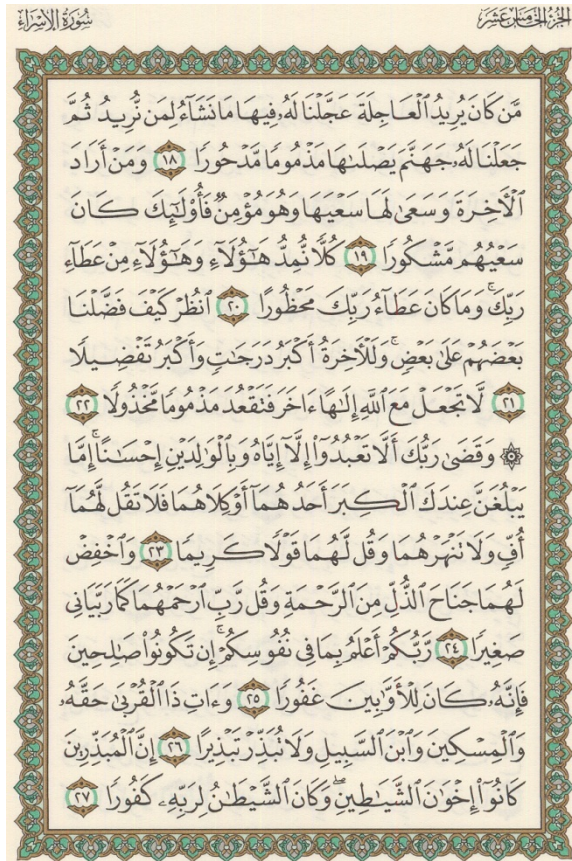 الجزء الخامس عشر
سورة الإسراء
مَّن كَانَ يُرِيدُ ٱلۡعَاجِلَةَ عَجَّلۡنَا لَهُۥ فِيهَا مَا نَشَآءُ لِمَن نُّرِيدُ ثُمَّ
جَعَلۡنَا لَهُۥ جَهَنَّمَ يَصۡلَىٰهَا مَذۡمُومٗا مَّدۡحُورٗا ١٨ وَمَنۡ أَرَادَ
ٱلۡأٓخِرَةَ وَسَعَىٰ لَهَا سَعۡيَهَا وَهُوَ مُؤۡمِنٞ فَأُوْلَٰٓئِكَ كَانَ
سَعۡيُهُم مَّشۡكُورٗا ١٩ كُلّٗا نُّمِدُّ هَٰٓؤُلَآءِ وَهَٰٓؤُلَآءِ مِنۡ عَطَآءِ
رَبِّكَۚ وَمَا كَانَ عَطَآءُ رَبِّكَ مَحۡظُورًا ٢٠ ٱنظُرۡ كَيۡفَ فَضَّلۡنَا
بَعۡضَهُمۡ عَلَىٰ بَعۡضٖۚ وَلَلۡأٓخِرَةُ أَكۡبَرُ دَرَجَٰتٖ وَأَكۡبَرُ تَفۡضِيلٗا
٢١ لَّا تَجۡعَلۡ مَعَ ٱللَّهِ إِلَٰهًا ءَاخَرَ فَتَقۡعُدَ مَذۡمُومٗا مَّخۡذُولٗا ٢٢
۞ وَقَضَىٰ رَبُّكَ أَلَّا تَعۡبُدُوٓاْ إِلَّآ إِيَّاهُ وَبِٱلۡوَٰلِدَيۡنِ إِحۡسَٰنًاۚ إِمَّا
يَبۡلُغَنَّ عِندَكَ ٱلۡكِبَرَ أَحَدُهُمَآ أَوۡ كِلَاهُمَا فَلَا تَقُل لَّهُمَآ
أُفّٖ وَلَا تَنۡهَرۡهُمَا وَقُل لَّهُمَا قَوۡلٗا كَرِيمٗا ٢٣ وَٱخۡفِضۡ
لَهُمَا جَنَاحَ ٱلذُّلِّ مِنَ ٱلرَّحۡمَةِ وَقُل رَّبِّ ٱرۡحَمۡهُمَا كَمَا رَبَّيَانِي
صَغِيرٗا ٢٤ رَّبُّكُمۡ أَعۡلَمُ بِمَا فِي نُفُوسِكُمۡۚ إِن تَكُونُواْ صَٰلِحِينَ
فَإِنَّهُۥ كَانَ لِلۡأَوَّٰبِينَ غَفُورٗا ٢٥ وَءَاتِ ذَا ٱلۡقُرۡبَىٰ حَقَّهُۥ
وَٱلۡمِسۡكِينَ وَٱبۡنَ ٱلسَّبِيلِ وَلَا تُبَذِّرۡ تَبۡذِيرًا ٢٦ إِنَّ ٱلۡمُبَذِّرِينَ
كَانُوٓاْ إِخۡوَٰنَ ٱلشَّيَٰطِينِۖ وَكَانَ ٱلشَّيۡطَٰنُ لِرَبِّهِۦ كَفُورٗا ٢٧